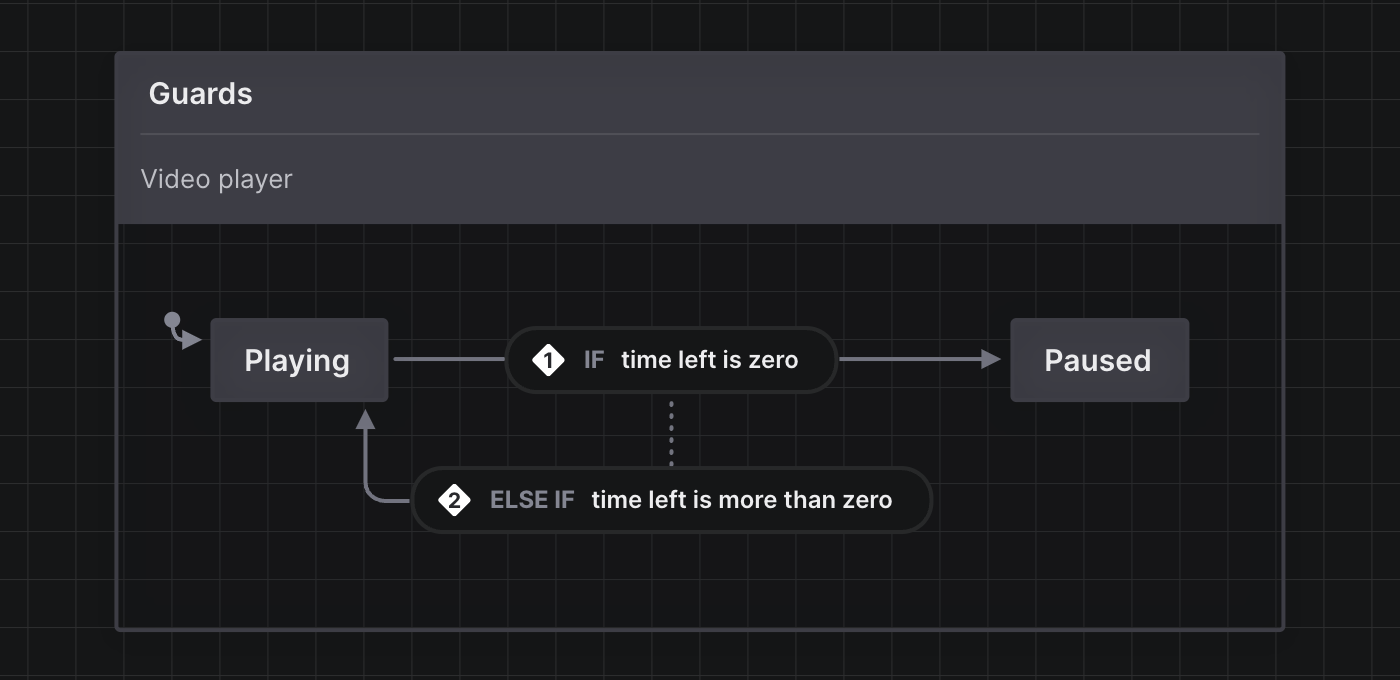 Guards
Video player
Playing
1 IF time left is zero
Paused
2 ELSE IF time left is more than zero